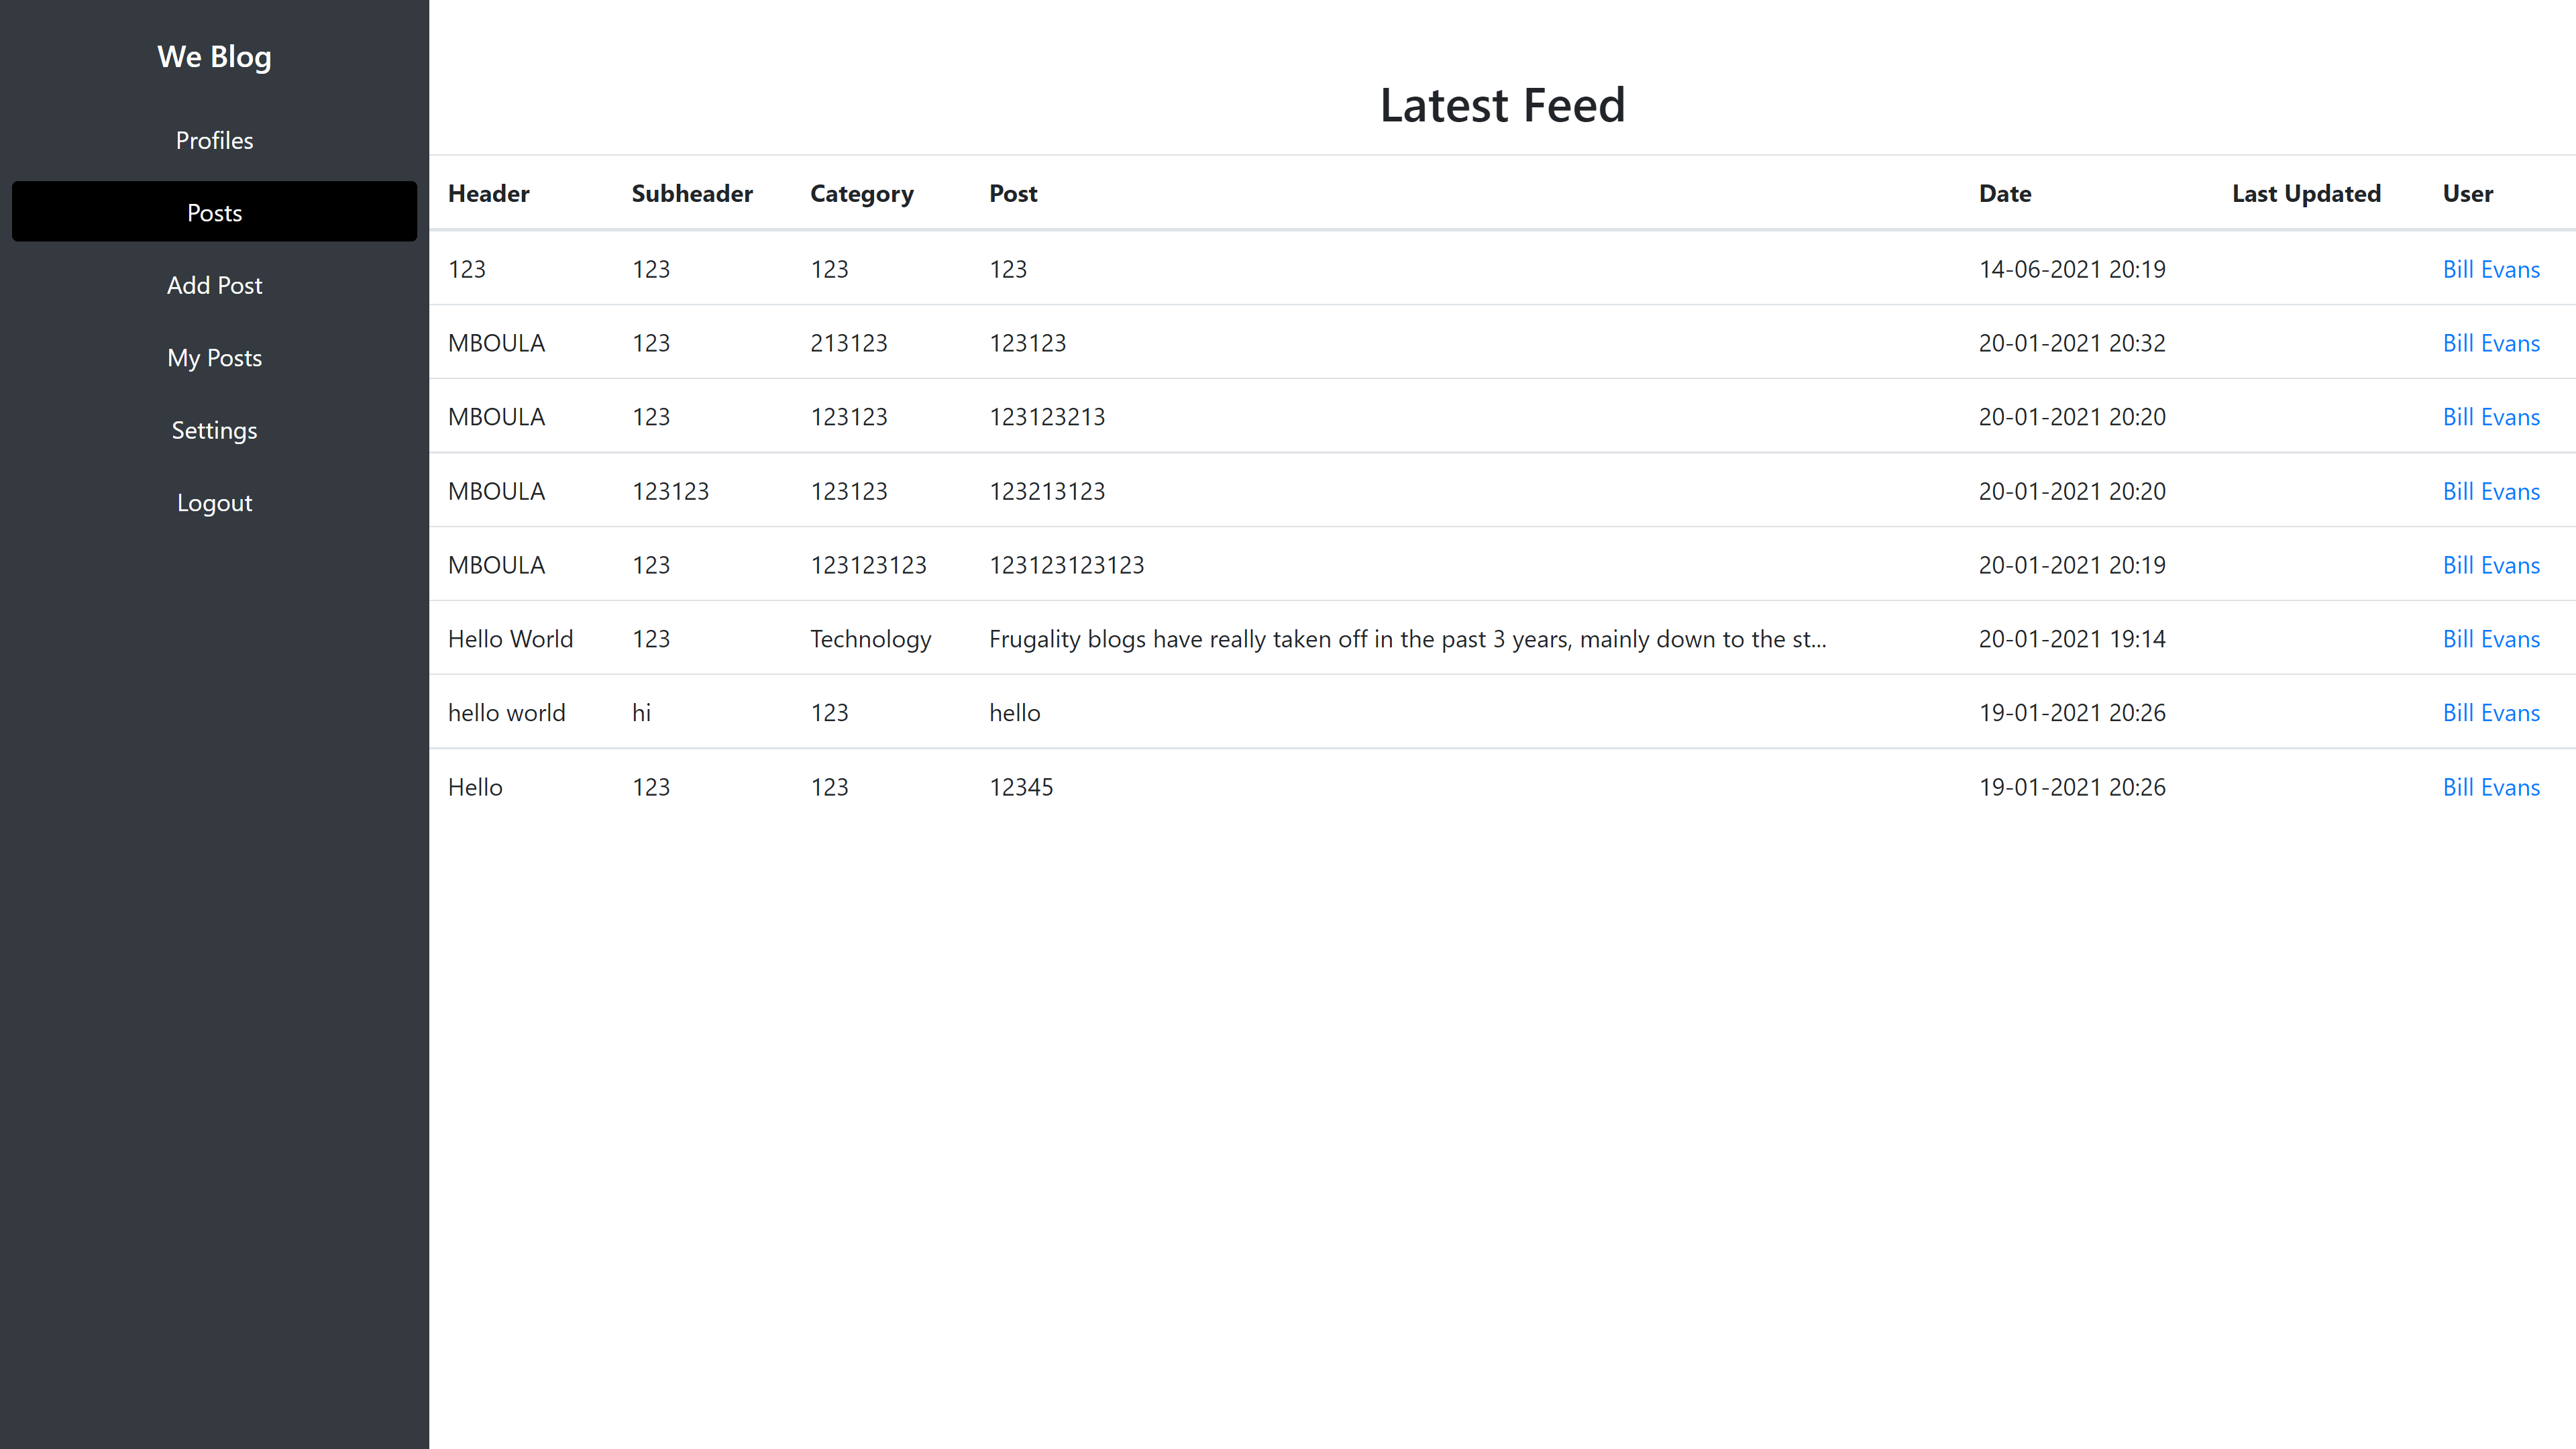 We Blog
Profiles
Posts
Add Post
My Posts
Settings
Logout
Latest Feed
Header Subheader Category Post Date Last Updated User
123 123 123 123 14-06-2021 20:19 Bill Evans
MBOULA 123 213123 123123 20-01-2021 20:32 Bill Evans
MBOULA 123 123123 123123213 20-01-2021 20:20 Bill Evans
MBOULA 123123 123123 123213123 20-01-2021 20:20 Bill Evans
MBOULA 123 123123123 123123123123 20-01-2021 20:19 Bill Evans
Hello World 123 Technology Frugality blogs have really taken off in the past 3 years, mainly down to the st... 20-01-2021 19:14 Bill Evans
hello world hi 123 hello 19-01-2021 20:26 Bill Evans
Hello 123 123 12345 19-01-2021 20:26 Bill Evans